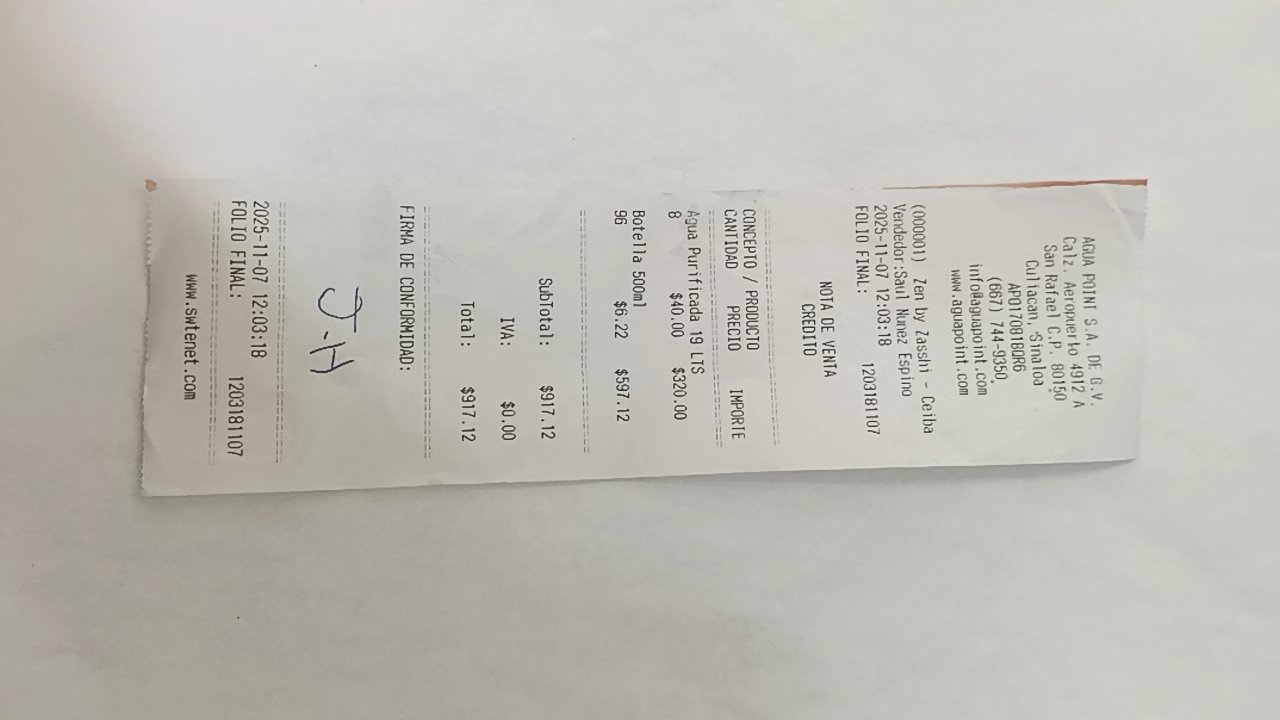 AGUA POINT S.A. DE C.V.
Calz. Aeropuerto 4912 A
San Rafael C.P. 80150
Culiacan, Sinaloa
APO170818QR6
(667) 744-9350
info@aguapoint.com
www.aguapoint.com
(000001) Zen by Zasshi - Ceiba
Vendedor:Saul Nunez Espino
2025-11-07 12:03:18
FOLIO FINAL: 1203181107
NOTA DE VENTA
CREDITO
CONCEPTO / PRODUCTO
CANTIDAD PRECIO IMPORTE
Agua Purificada 19 LTS
8 $40.00 $320.00
Botella 500ml
96 $6.22 $597.12
SubTotal: $917.12
IVA: $0.00
Total: $917.12
FIRMA DE CONFORMIDAD:
J-H
2025-11-07 12:03:18
FOLIO FINAL: 1203181107
www.swtenet.com